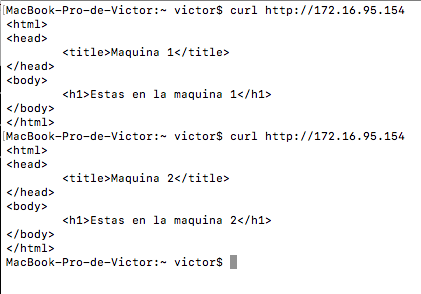 MacBook-Pro-de-Victor:~ victor$ curl http://172.16.95.154
<html>
<head>
        <title>Maquina 1</title>
</head>
<body>
        <h1>Estas en la maquina 1</h1>
</body>
</html>
MacBook-Pro-de-Victor:~ victor$ curl http://172.16.95.154
<html>
<head>
        <title>Maquina 2</title>
</head>
<body>
        <h1>Estas en la maquina 2</h1>
</body>
</html>
MacBook-Pro-de-Victor:~ victor$